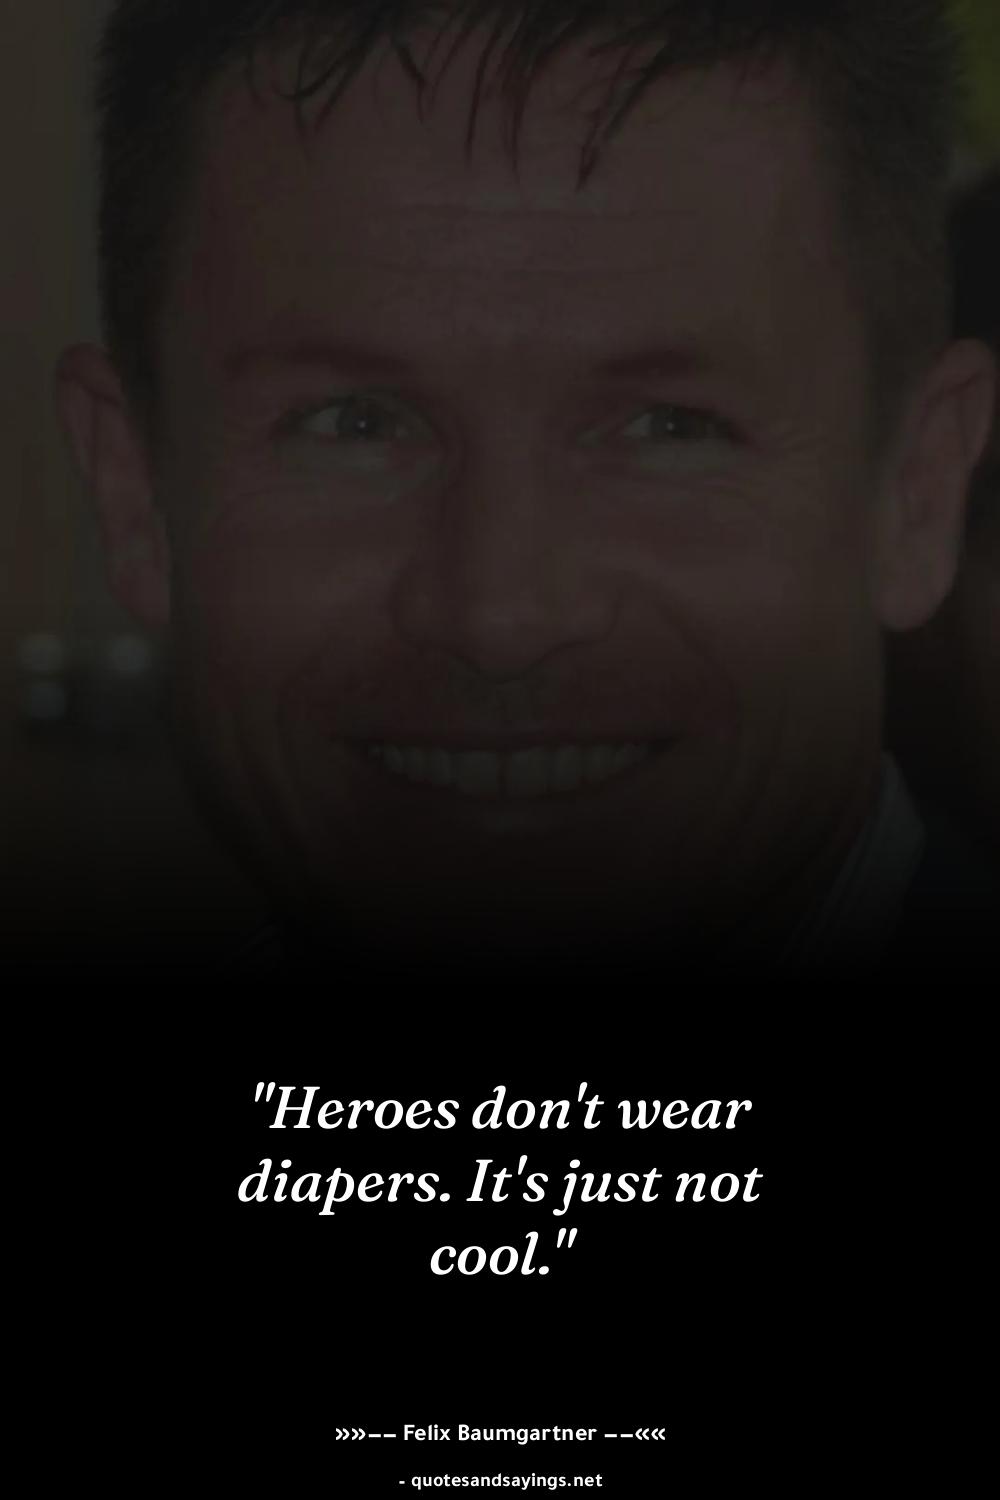 "Heroes don't wear
diapers. It's just not
cool."
»»−− Felix Baumgartner −−««
- quotesandsayings.net